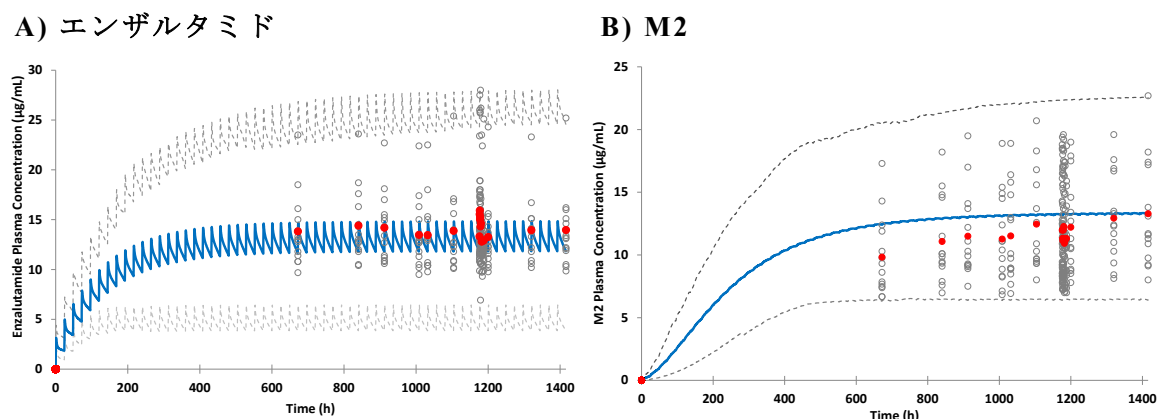 A) エンザルタミド
Enzalutamide Plasma Concentration (µg/mL)
30
25
20
15
10
5
0
0 200 400 600 800 1000 1200 1400
Time (h)
B) M2
M2 Plasma Concentration (µg/mL)
25
20
15
10
5
0
0 200 400 600 800 1000 1200 1400
Time (h)